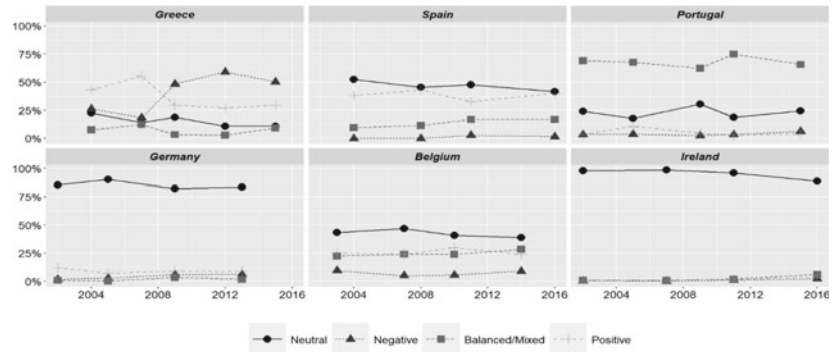 Greece Spain Portugal
100%
75%
50%
25%
0%
Germany Belgium Ireland
100%
75%
50%
25%
0%
2004 2008 2012 2016 2004 2008 2012 2016 2004 2008 2012 2016
Neutral Negative Balanced/Mixed Positive